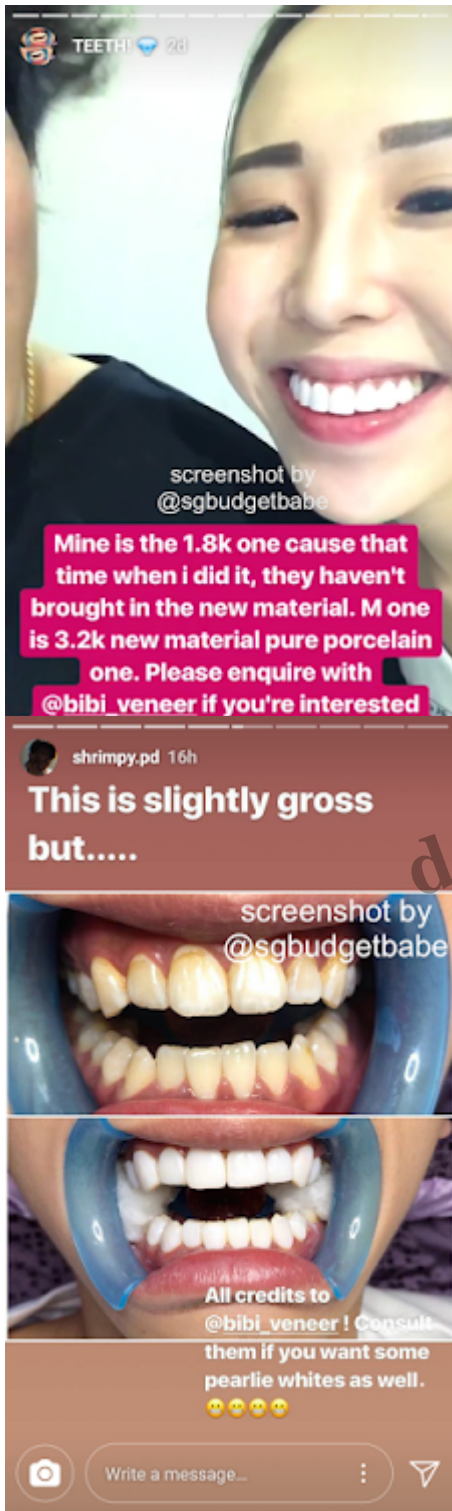 TEETH! 💎 2d
screenshot by
@sgbudgetbabe
Mine is the 1.8k one cause that
time when i did it, they haven't
brought in the new material. M one
is 3.2k new material pure porcelain
one. Please enquire with
@bibi_veneer if you're interested
shrimpy.pd 16h
This is slightly gross
but.....
d
screenshot by
@sgbudgetbabe
All credits to
@bibi_veneer ! Consult
them if you want some
pearlie whites as well.
😬😬😬😬
Write a message...